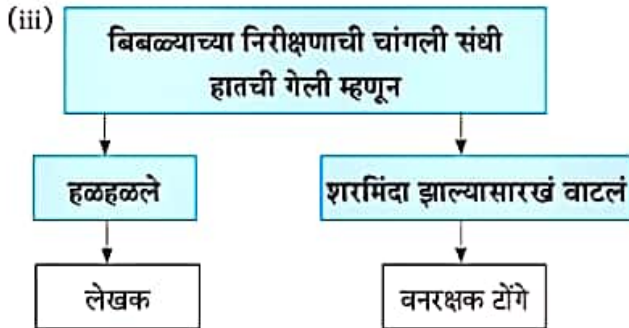 (iii)
बिबळ्याच्या निरीक्षणाची चांगली संधी
हातची गेली म्हणून
हळहळले
शरमिंदा झाल्यासारखं वाटलं
लेखक
वनरक्षक टोंगे